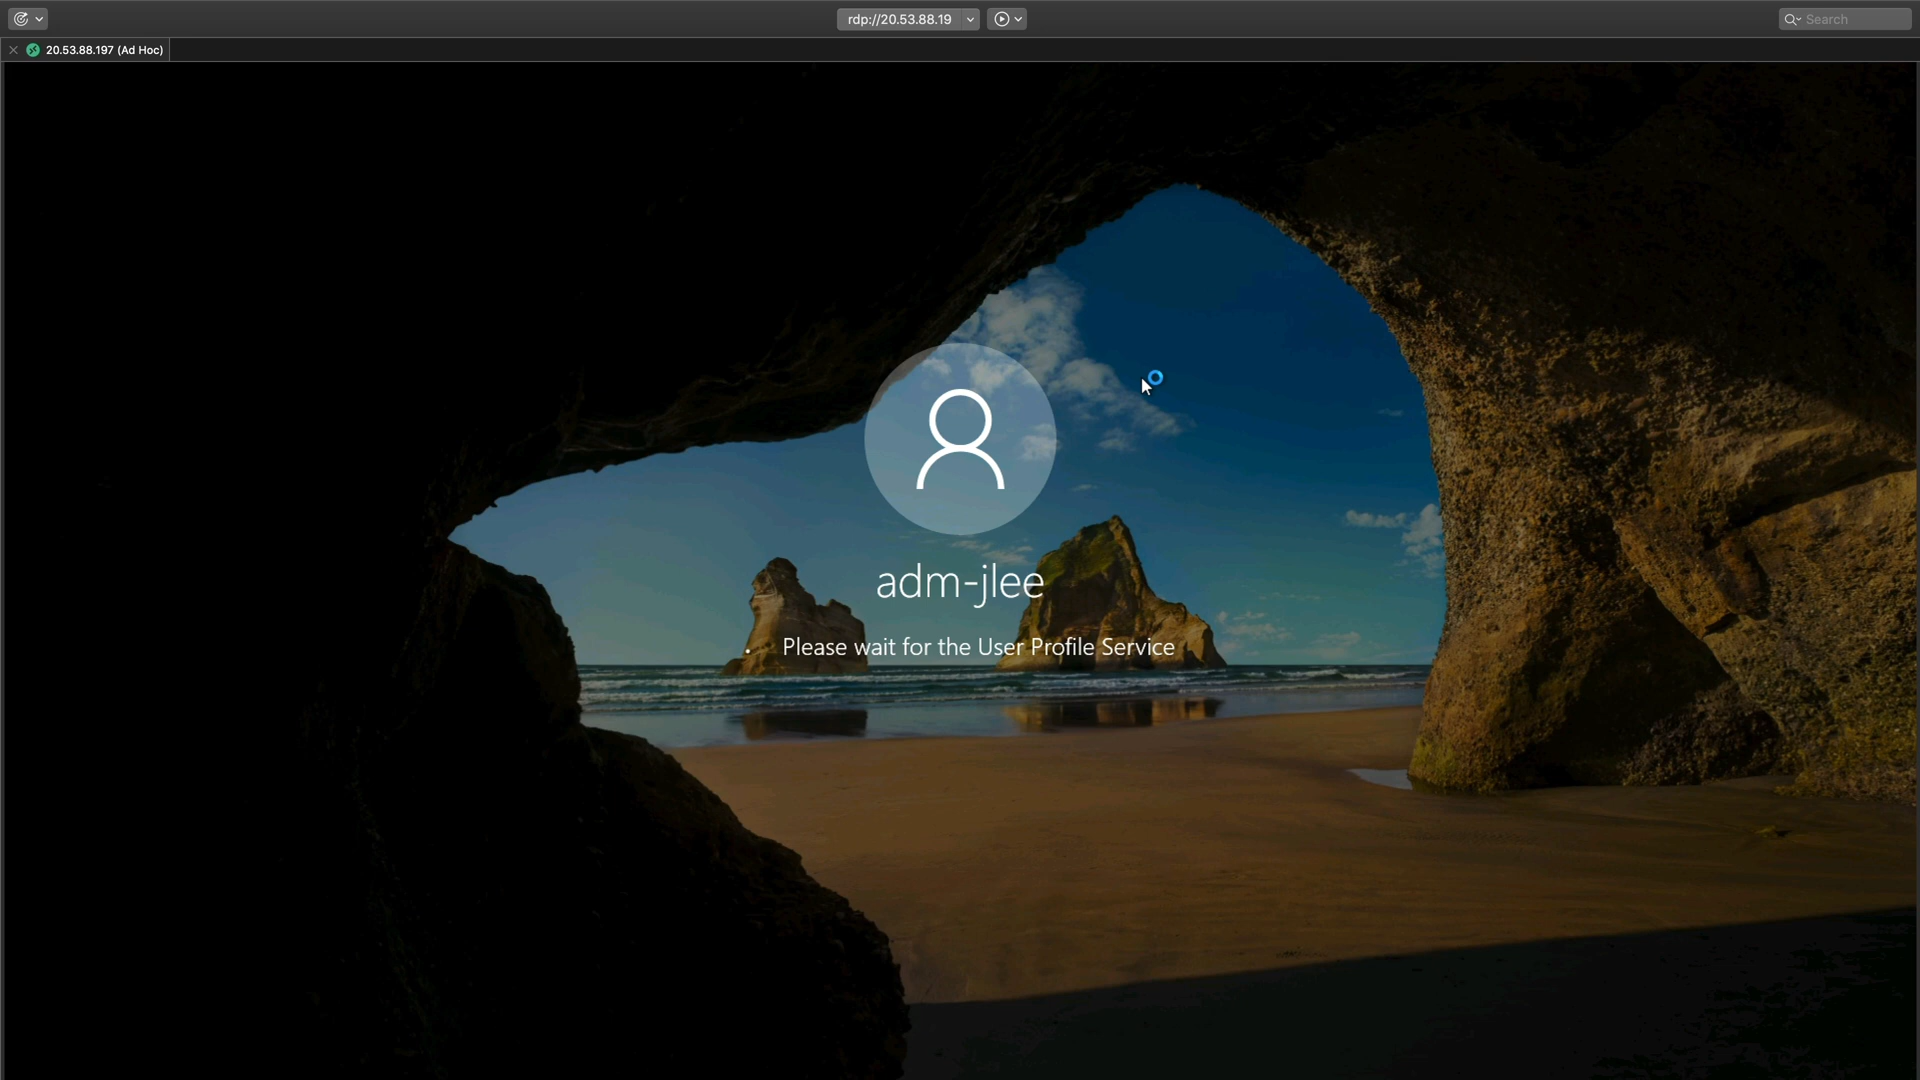 rdp://20.53.88.19
Search
20.53.88.197 (Ad Hoc)
adm-jlee
Please wait for the User Profile Service